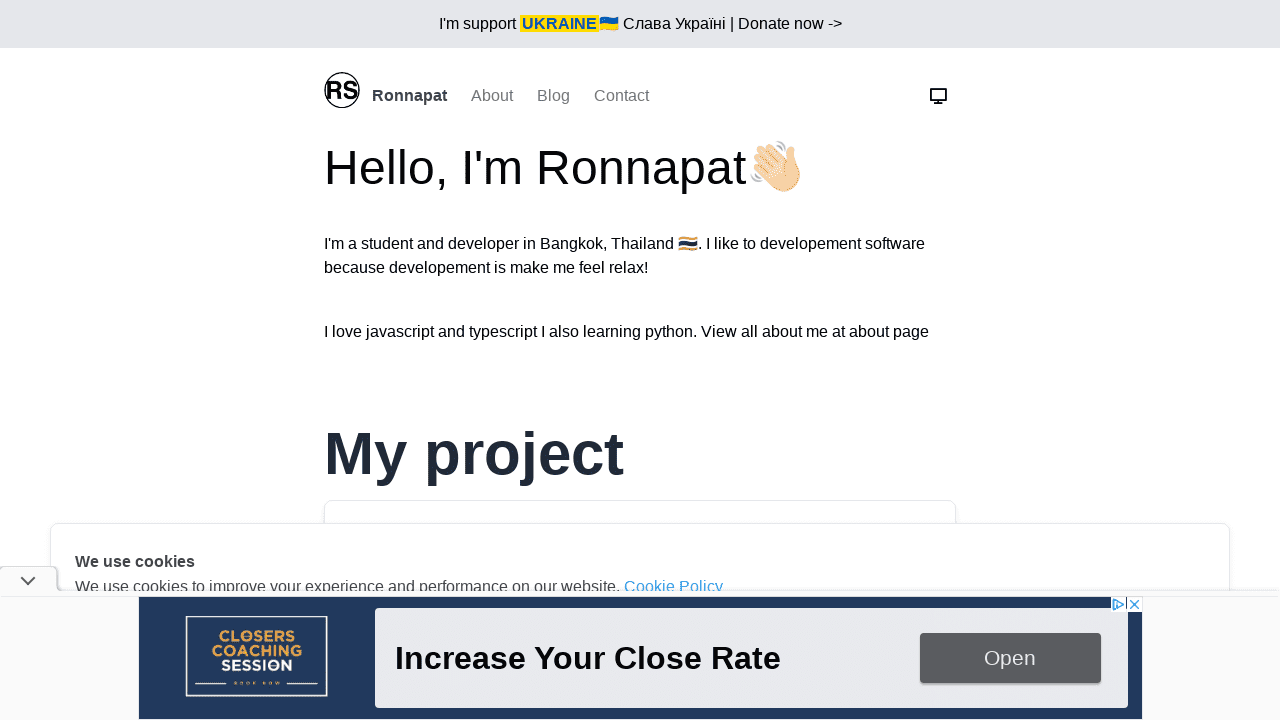 I'm support UKRAINE🇺🇦 Слава Україні | Donate now ->
RS Ronnapat About Blog Contact
Hello, I'm Ronnapat👋🏻
I'm a student and developer in Bangkok, Thailand 🇹🇭. I like to developement software
because developement is make me feel relax!
I love javascript and typescript I also learning python. View all about me at about page
My project
We use cookies
We use cookies to improve your experience and performance on our website. Cookie Policy
CLOSERS
COACHING
SESSION
BOOK NOW
Increase Your Close Rate
Open